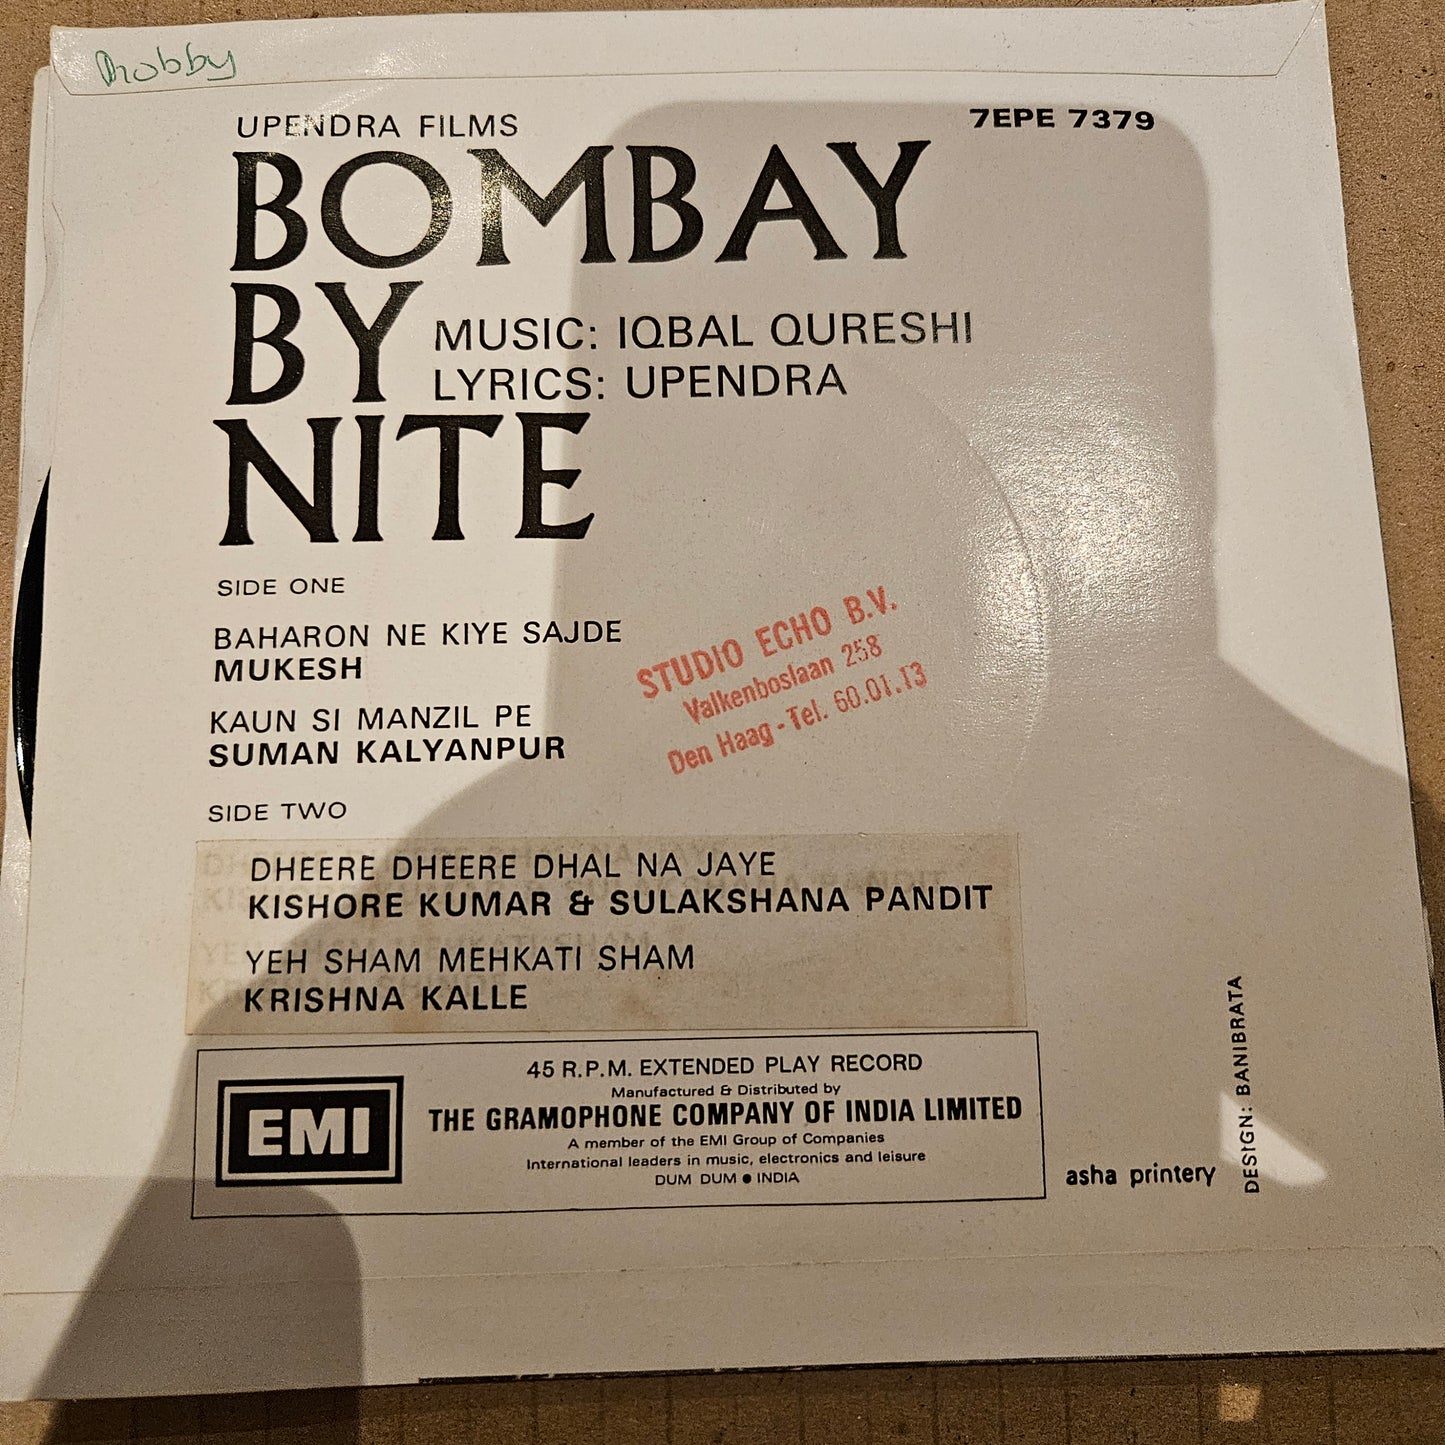 UPENDRA FILMS
7EPE 7379
BOMBAY
BY
NITE
MUSIC: IQBAL QURESHI
LYRICS: UPENDRA
SIDE ONE
BAHARON NE KIYE SAJDE
MUKESH
KAUN SI MANZIL PE
SUMAN KALYANPUR
STUDIO ECHO B.V.
Valkenboslaan 258
Den Haag - Tel. 60.01.13
SIDE TWO
DHEERE DHEERE DHAL NA JAYE
KISHORE KUMAR & SULAKSHANA PANDIT
YEH SHAM MEHKATI SHAM
KRISHNA KALLE
EMI
45 R.P.M. EXTENDED PLAY RECORD
Manufactured & Distributed by
THE GRAMOPHONE COMPANY OF INDIA LIMITED
A member of the EMI Group of Companies
International leaders in music, electronics and leisure
DUM DUM ● INDIA
asha printery
DESIGN: BANIBRATA